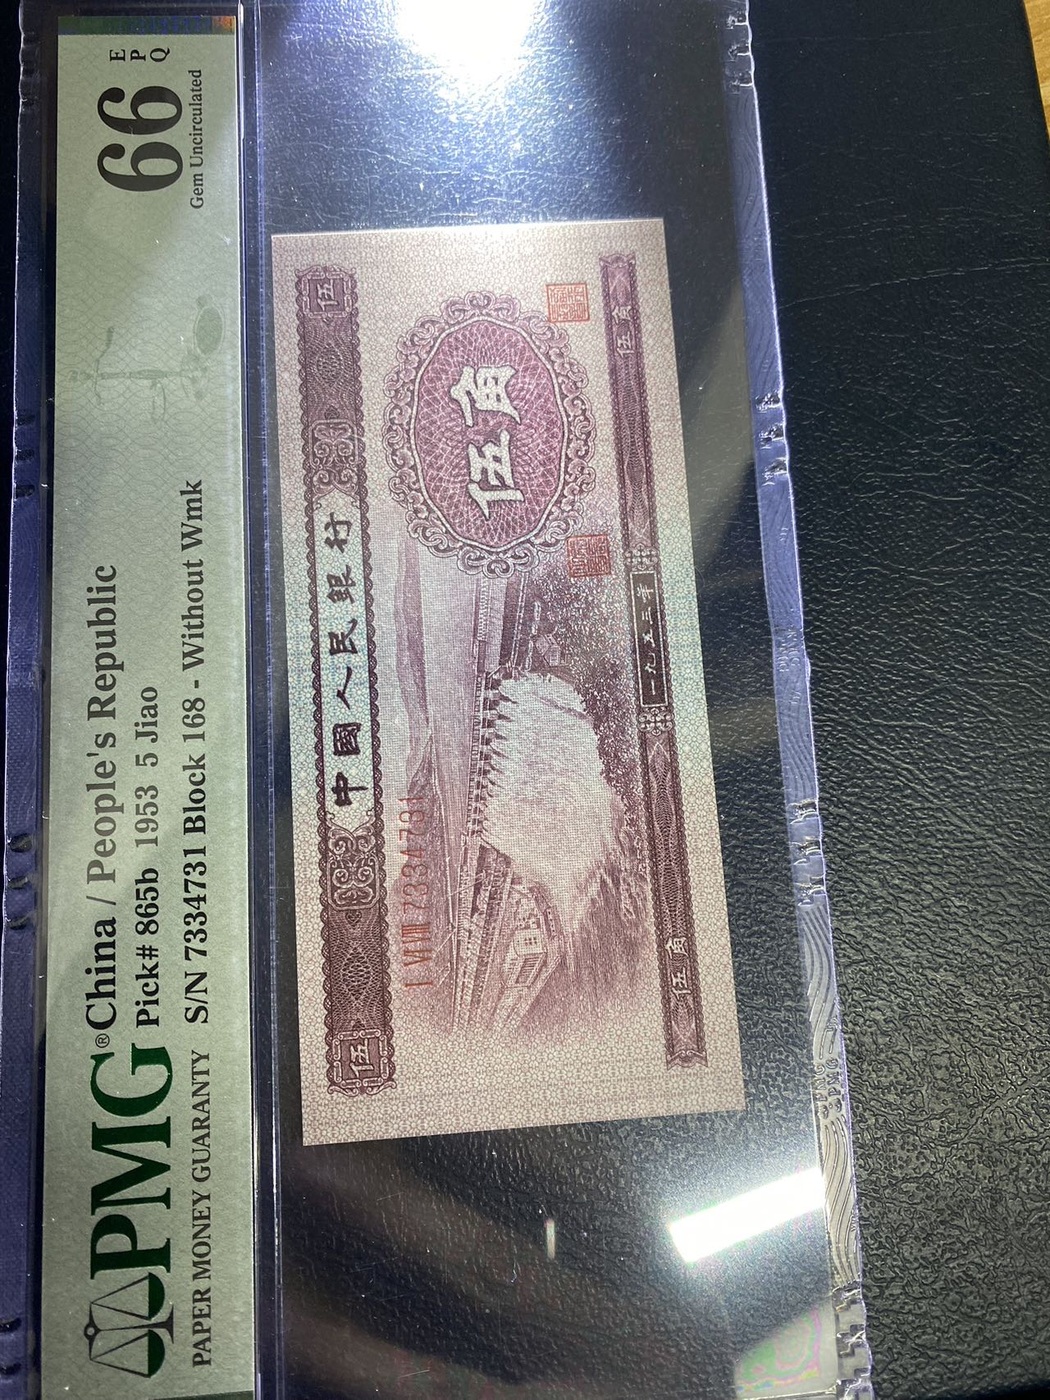 PMG®
PAPER MONEY GUARANTY
China / People's Republic
Pick# 865b 1953 5 Jiao
S/N 7334731 Block 168 - Without Wmk
66
E
P
Q
Gem Uncirculated
伍
中國人民銀行
伍
I VI VIII 7334731
伍角
伍角
一九五三年
伍角